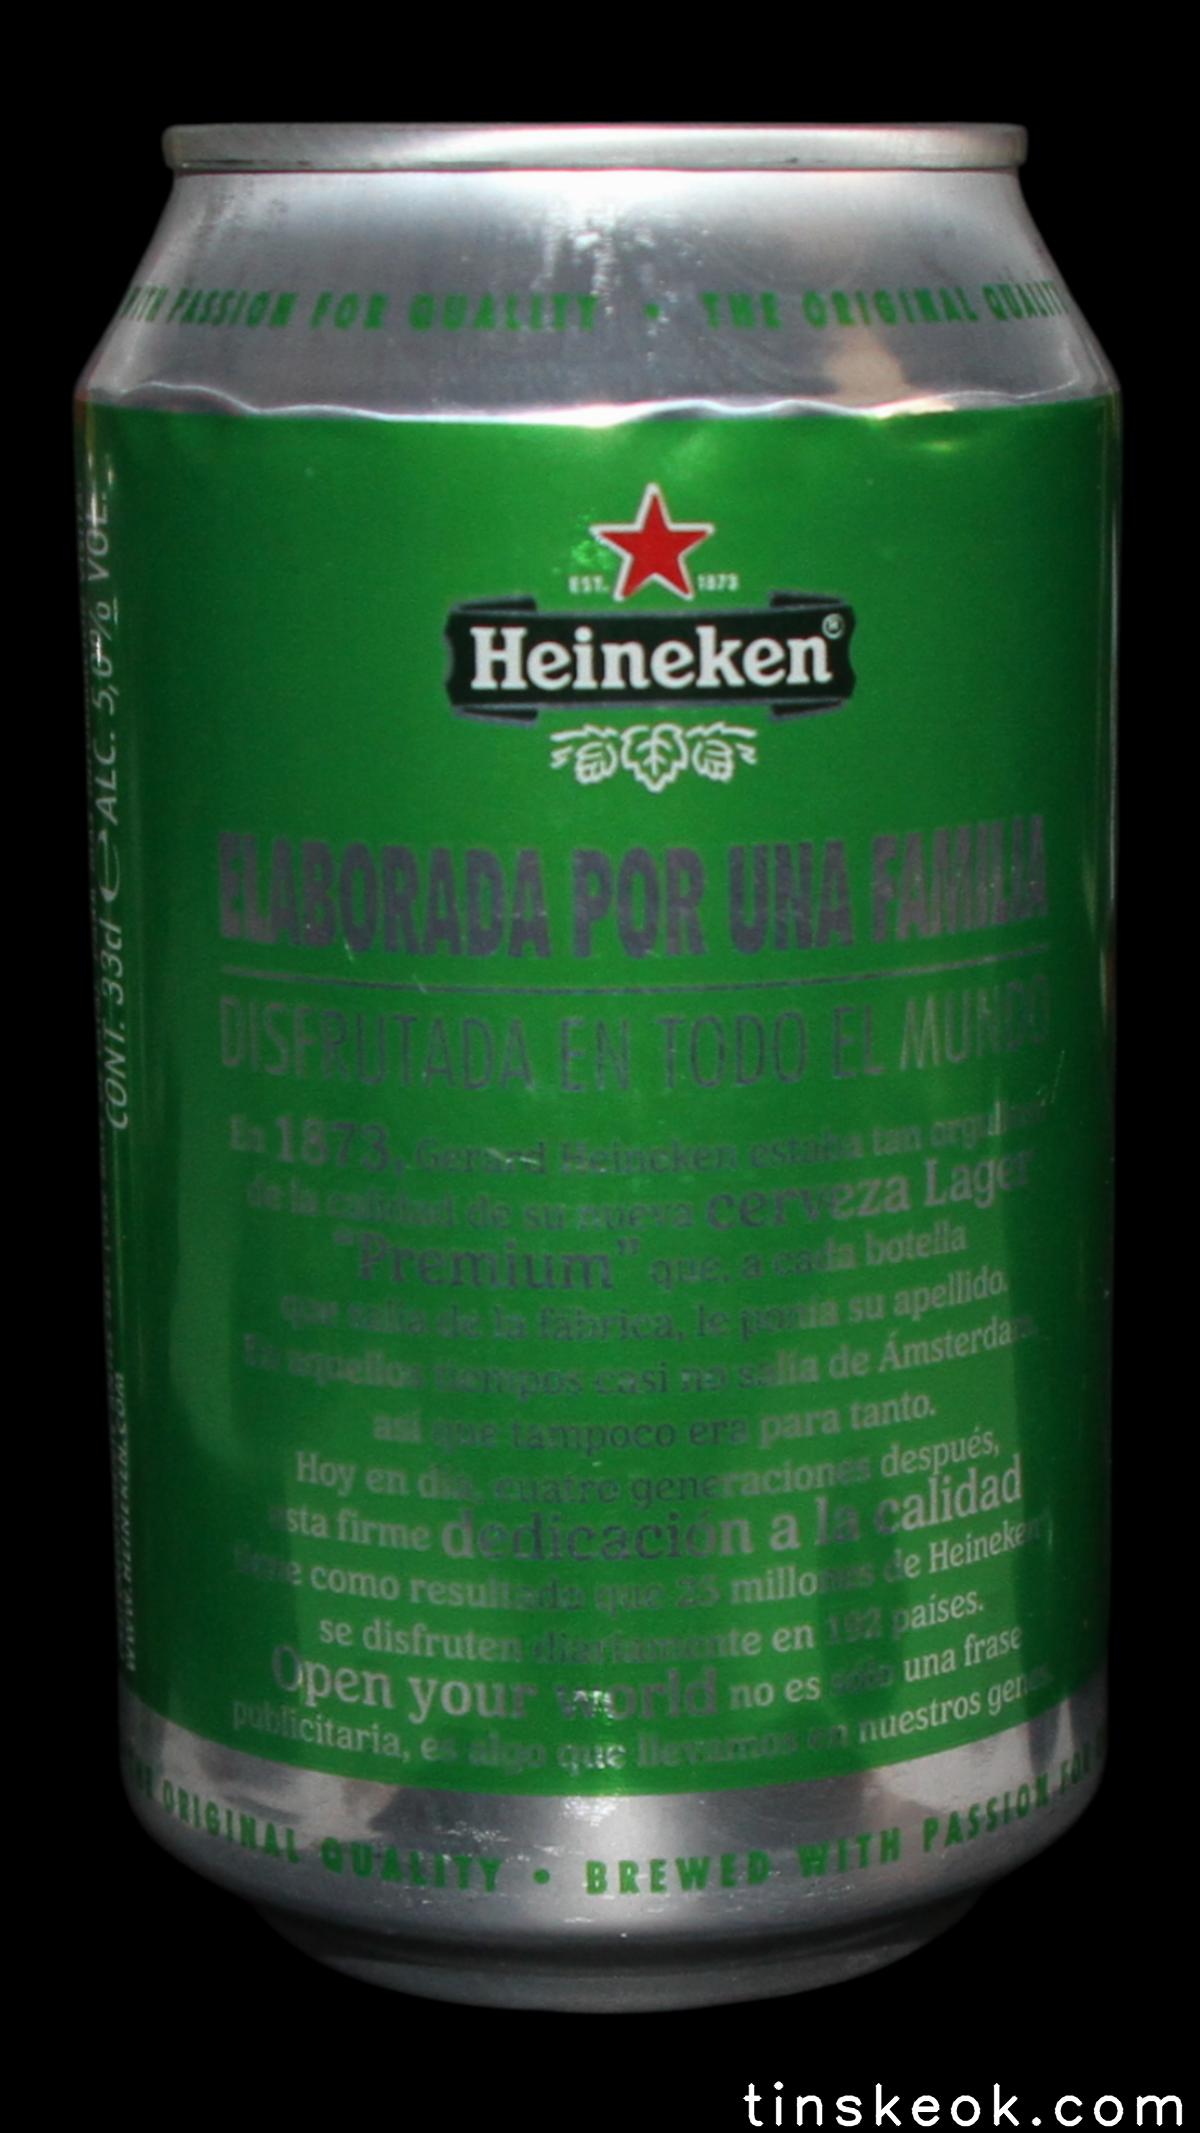 WITH PASSION FOR QUALITY • THE ORIGINAL QUALITY
EST. 1873
Heineken®
ELABORADA POR UNA FAMILIA
DISFRUTADA EN TODO EL MUNDO
En 1873, Gerard Heineken estaba tan orgulloso
de la calidad de su nueva cerveza Lager
"Premium" que, a cada botella
que salía de la fábrica, le ponía su apellido.
En aquellos tiempos casi no salía de Ámsterdam,
así que tampoco era para tanto.
Hoy en día, cuatro generaciones después,
esta firme dedicación a la calidad
tiene como resultado que 25 millones de Heineken®
se disfruten diariamente en 192 países.
Open your world no es sólo una frase
publicitaria, es algo que llevamos en nuestros genes.
THE ORIGINAL QUALITY • BREWED WITH PASSION FOR
CONT. 33cl e ALC. 5,0% VOL.
WWW.HEINEKEN.COM
tinskeok.com